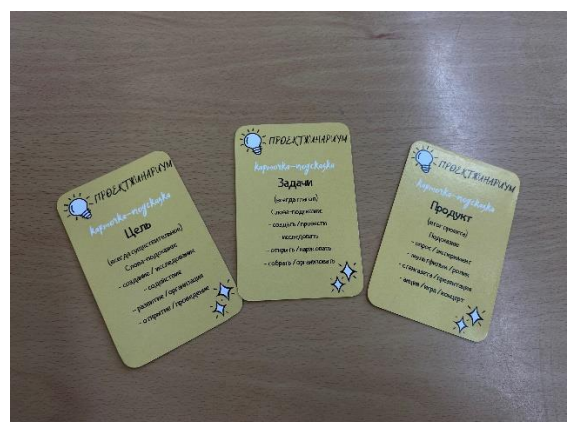 ПРОЕКТИНАРИУМ
карточка-подсказка
Цель
(всегда существительное)
Слова-подсказки:
- создание / исследование
- содействие
- развитие / организация
- открытие / проведение
ПРОЕКТИНАРИУМ
карточка-подсказка
Задачи
(всегда глагол)
Слова-подсказки:
- создать / провести
исследовать
- открыть / нарисовать
- собрать / организовать
ПРОЕКТИНАРИУМ
карточка-подсказка
Продукт
(итог проекта)
Подсказки:
- опрос / эксперимент
- мультфильм / ролик
- стенгазета / презентация
- акция / игра / концерт